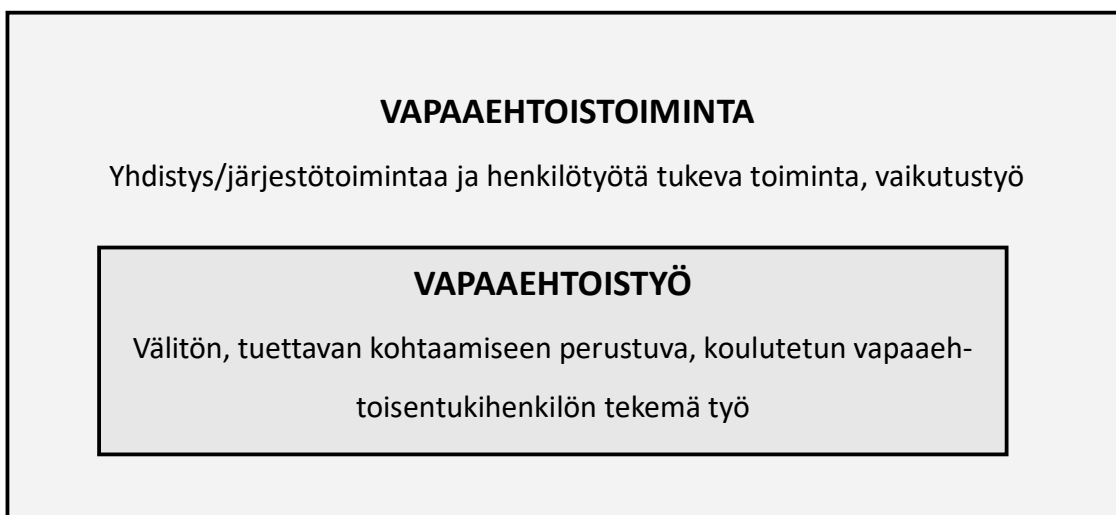 VAPAAEHTOISTOIMINTA
Yhdistys/järjestötoimintaa ja henkilötyötä tukeva toiminta, vaikutustyö
VAPAAEHTOISTYÖ
Välitön, tuettavan kohtaamiseen perustuva, koulutetun vapaaeh-
toisentukihenkilön tekemä työ